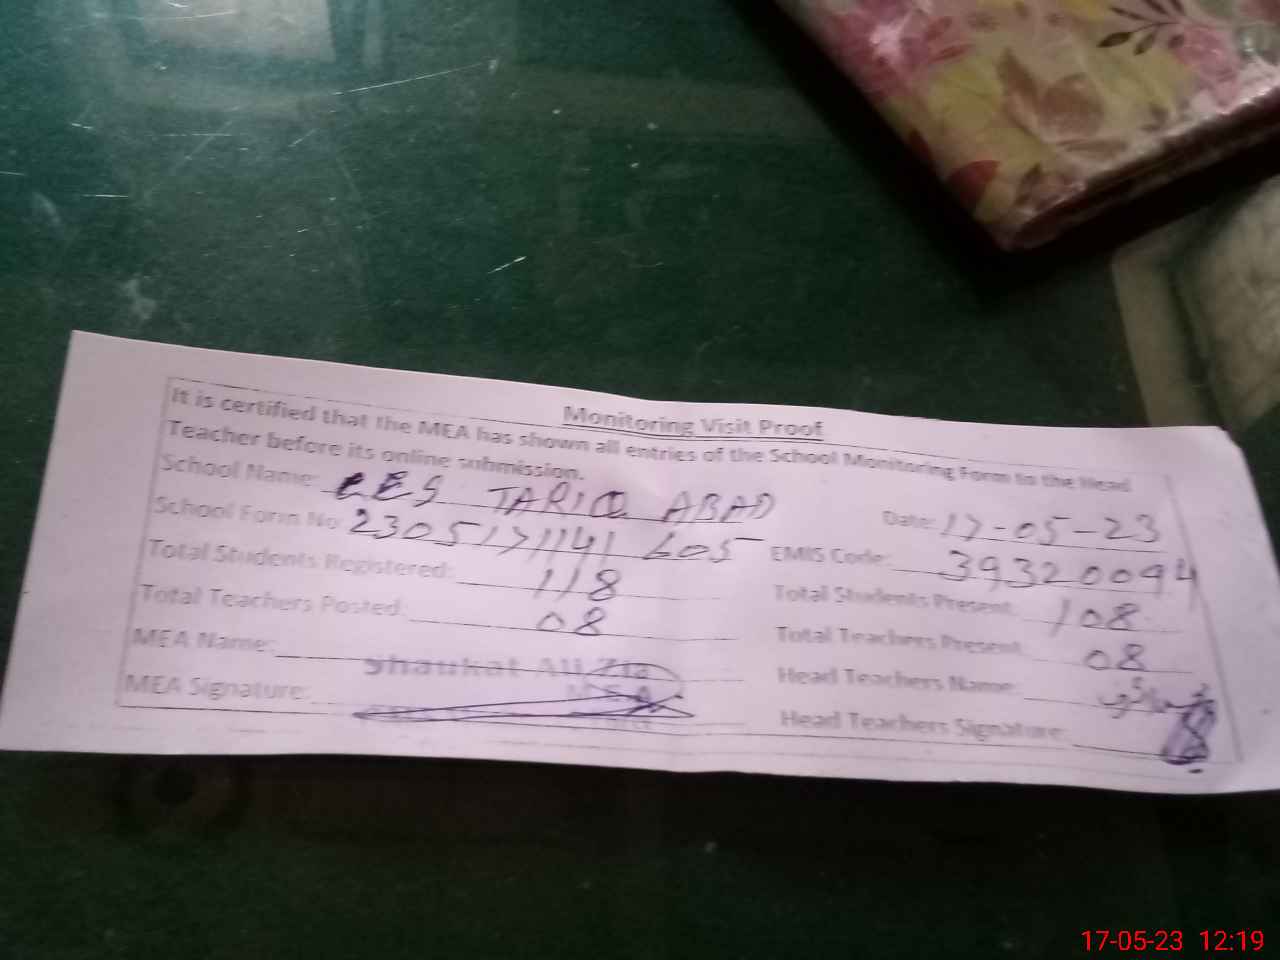 Monitoring Visit Proof
It is certified that the MEA has shown all entries of the School Monitoring Form to the Head
Teacher before its online submission.
School Name: EES TARIQ ABAD Date: 17-05-23
School Form No: 23051711141605 EMIS Code: 39320094
Total Students Registered: 118 Total Students Present: 108
Total Teachers Posted: 08 Total Teachers Present: 08
MEA Name: Shaukat Ali Zia Head Teachers Name:
MEA Signature: MEA Head Teachers Signature:
17-05-23 12:19